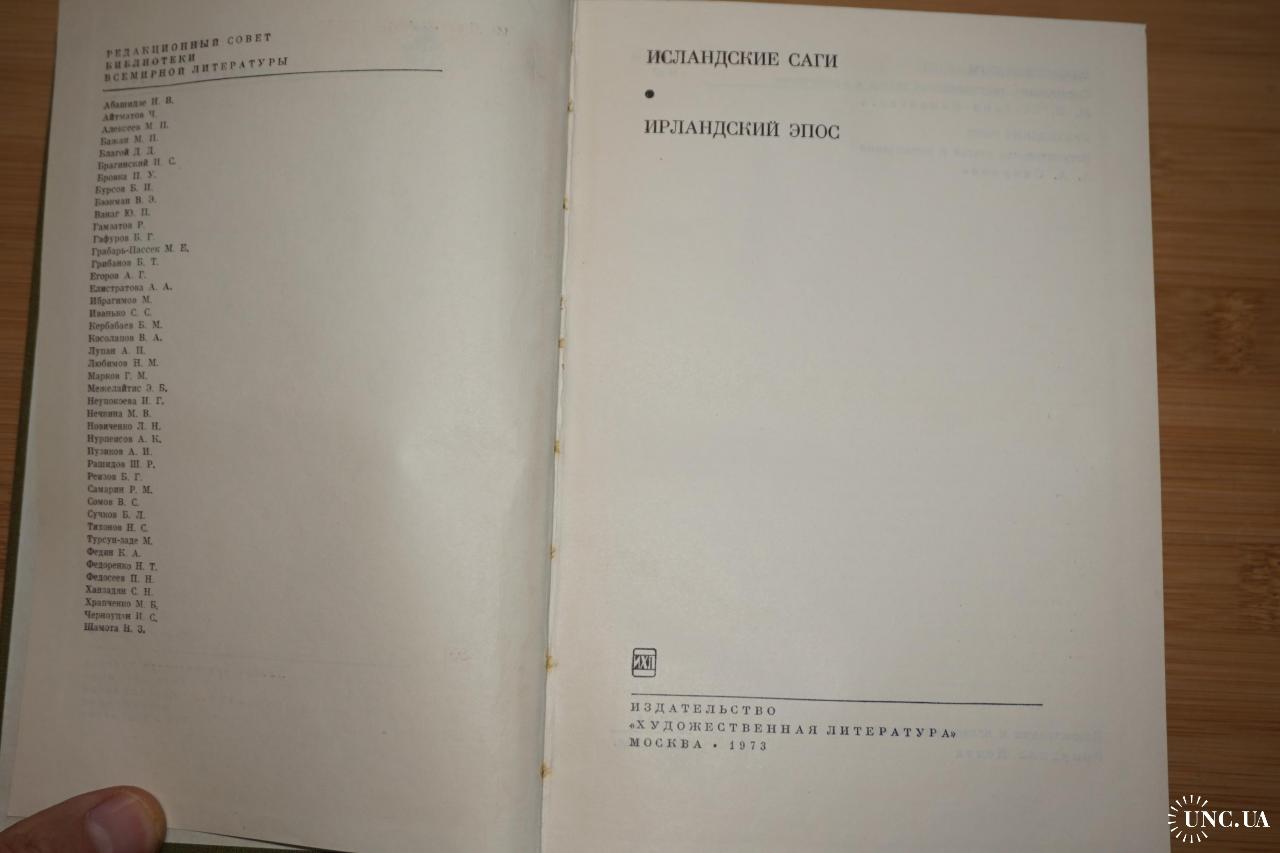 РЕДАКЦИОННЫЙ СОВЕТ
БИБЛИОТЕКИ
ВСЕМИРНОЙ ЛИТЕРАТУРЫ
Абашидзе И. В.
Айтматов Ч.
Алексеев М. П.
Бажан М. П.
Благой Д. Д.
Брагинский И. С.
Бровка П. У.
Бурсов Б. И.
Ваанман В. Э.
Ванаг Ю. П.
Гамзатов Р.
Гафуров Б. Г.
Грабарь-Пассек М. Е.
Грибанов Б. Т.
Егоров А. Г.
Елистратова А. А.
Ибрагимов М.
Иванько С. С.
Кербабаев Б. М.
Косолапов В. А.
Лупан А. П.
Любимов Н. М.
Марков Г. М.
Межелайтис Э. Б.
Неупокоева И. Г.
Нечкина М. В.
Новиченко Л. Н.
Нурпеисов А. К.
Пузиков А. И.
Рашидов Ш. Р.
Реизов Б. Г.
Самарин Р. М.
Сомов В. С.
Сучков Б. Л.
Тихонов Н. С.
Турсун-заде М.
Федин К. А.
Федоренко Н. Т.
Федосеев П. Н.
Ханзадян С. Н.
Храпченко М. Б.
Черноуцан И. С.
Шамота Н. З.
ИСЛАНДСКИЕ САГИ
•
ИРЛАНДСКИЙ ЭПОС
ИХЛ
ИЗДАТЕЛЬСТВО
«ХУДОЖЕСТВЕННАЯ ЛИТЕРАТУРА»
МОСКВА • 1973
UNC.UA